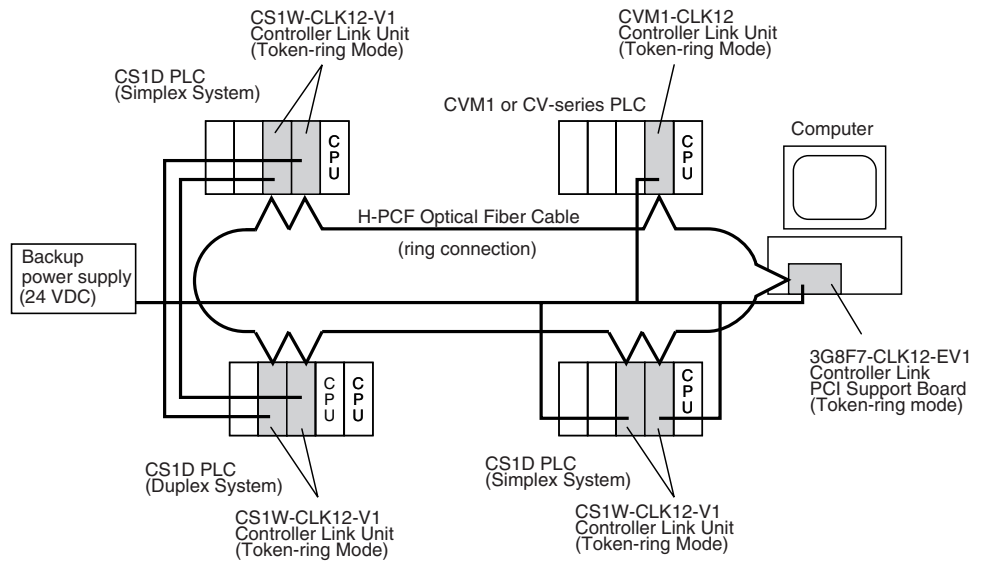 CS1W-CLK12-V1
Controller Link Unit
(Token-ring Mode)
CS1D PLC
(Simplex System)
CPU
CVM1-CLK12
Controller Link Unit
(Token-ring Mode)
CVM1 or CV-series PLC
CPU
Computer
H-PCF Optical Fiber Cable
(ring connection)
Backup
power supply
(24 VDC)
3G8F7-CLK12-EV1
Controller Link
PCI Support Board
(Token-ring mode)
CPU
CPU
CS1D PLC
(Duplex System)
CS1W-CLK12-V1
Controller Link Unit
(Token-ring Mode)
CPU
CS1D PLC
(Simplex System)
CS1W-CLK12-V1
Controller Link Unit
(Token-ring Mode)